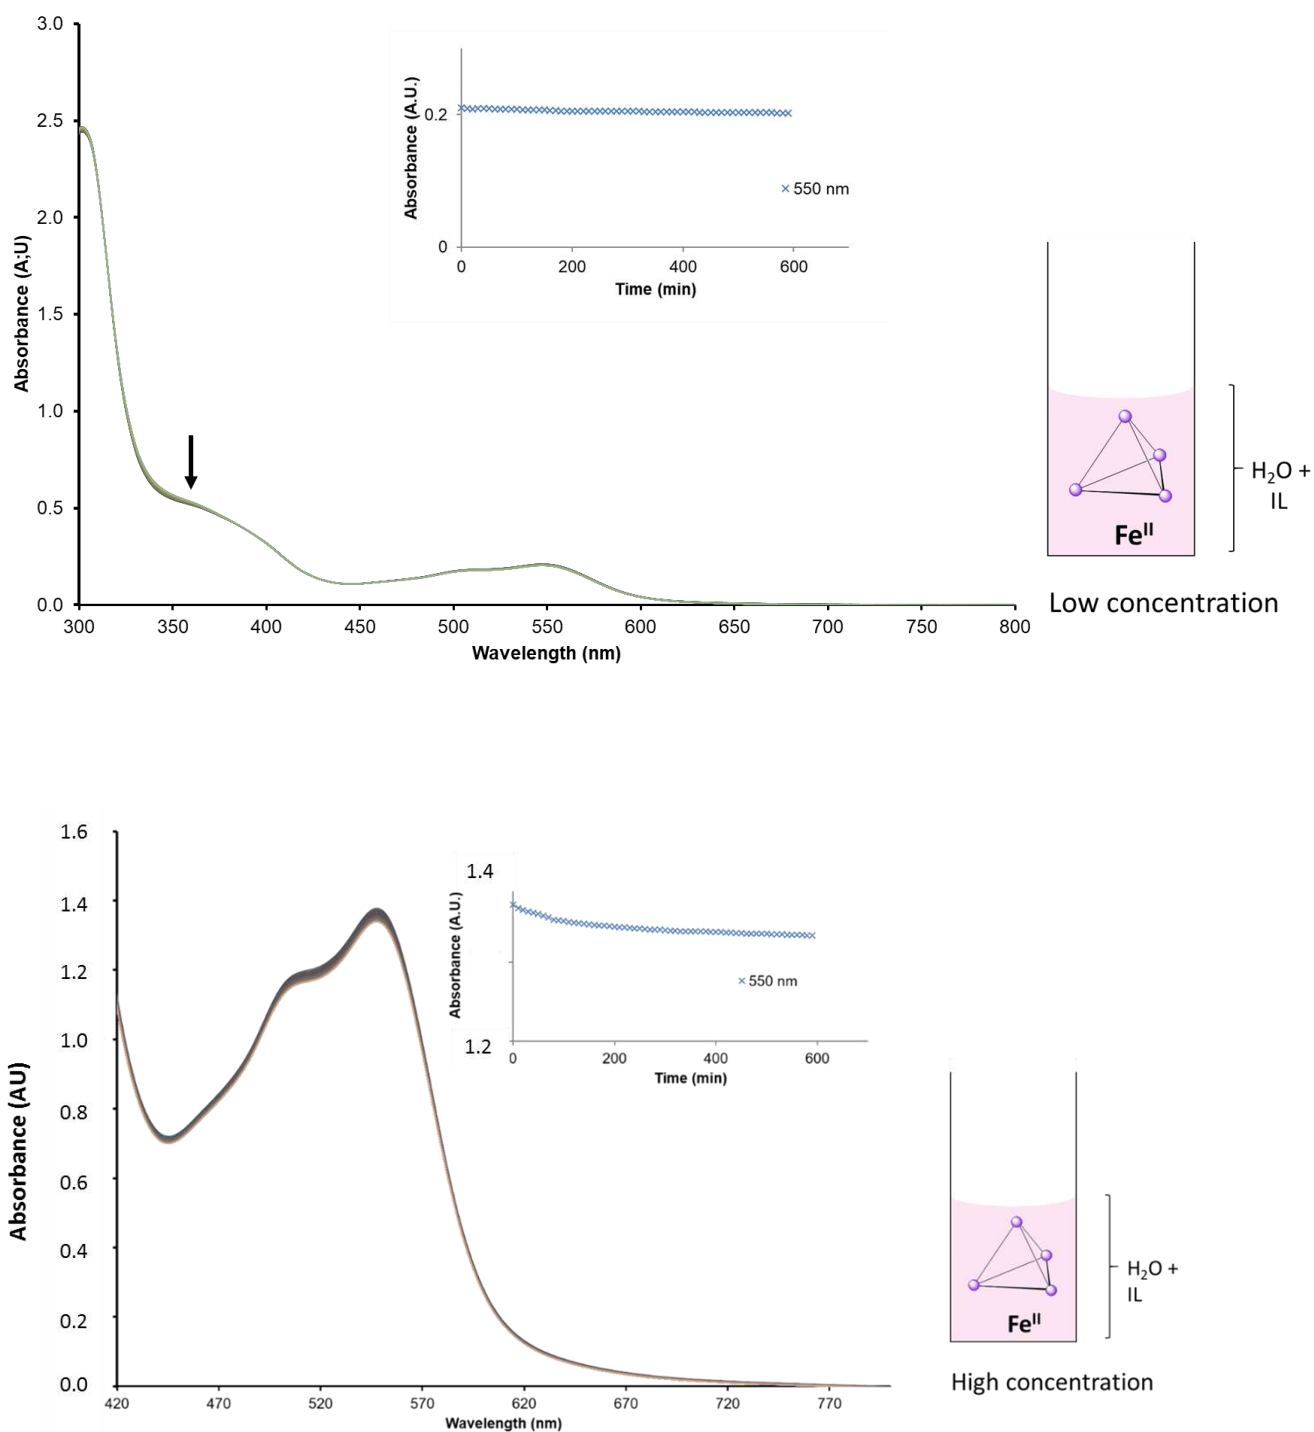 3.0
2.5
2.0
1.5
1.0
0.5
0.0
Absorbance (A;U)
300 350 400 450 500 550 600 650 700 750 800
Wavelength (nm)
Absorbance (A.U.)
0.2
0
0 200 400 600
Time (min)
× 550 nm
Fe^II
H₂O +
IL
Low concentration
1.6
1.4
1.2
1.0
0.8
0.6
0.4
0.2
0.0
Absorbance (AU)
420 470 520 570 620 670 720 770
Wavelength (nm)
1.4
1.2
Absorbance (A.U.)
0 200 400 600
Time (min)
× 550 nm
Fe^II
H₂O +
IL
High concentration